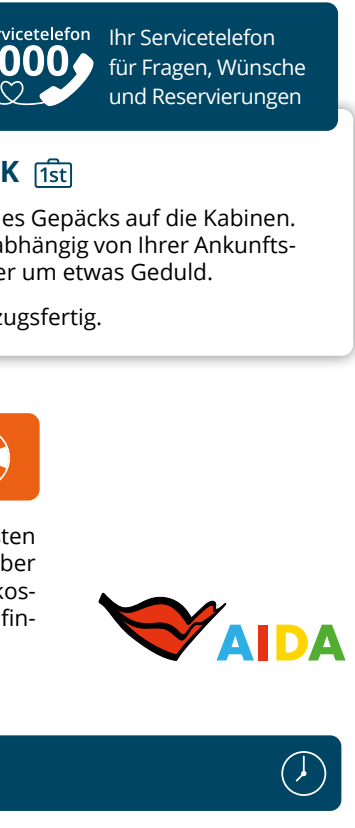 Servicetelefon
Ihr Servicetelefon
000
für Fragen, Wünsche
und Reservierungen
K 1st
es Gepäcks auf die Kabinen.
abhängig von Ihrer Ankunfts-
er um etwas Geduld.
zugsfertig.
ten
ber
kos-
fin-
AIDA